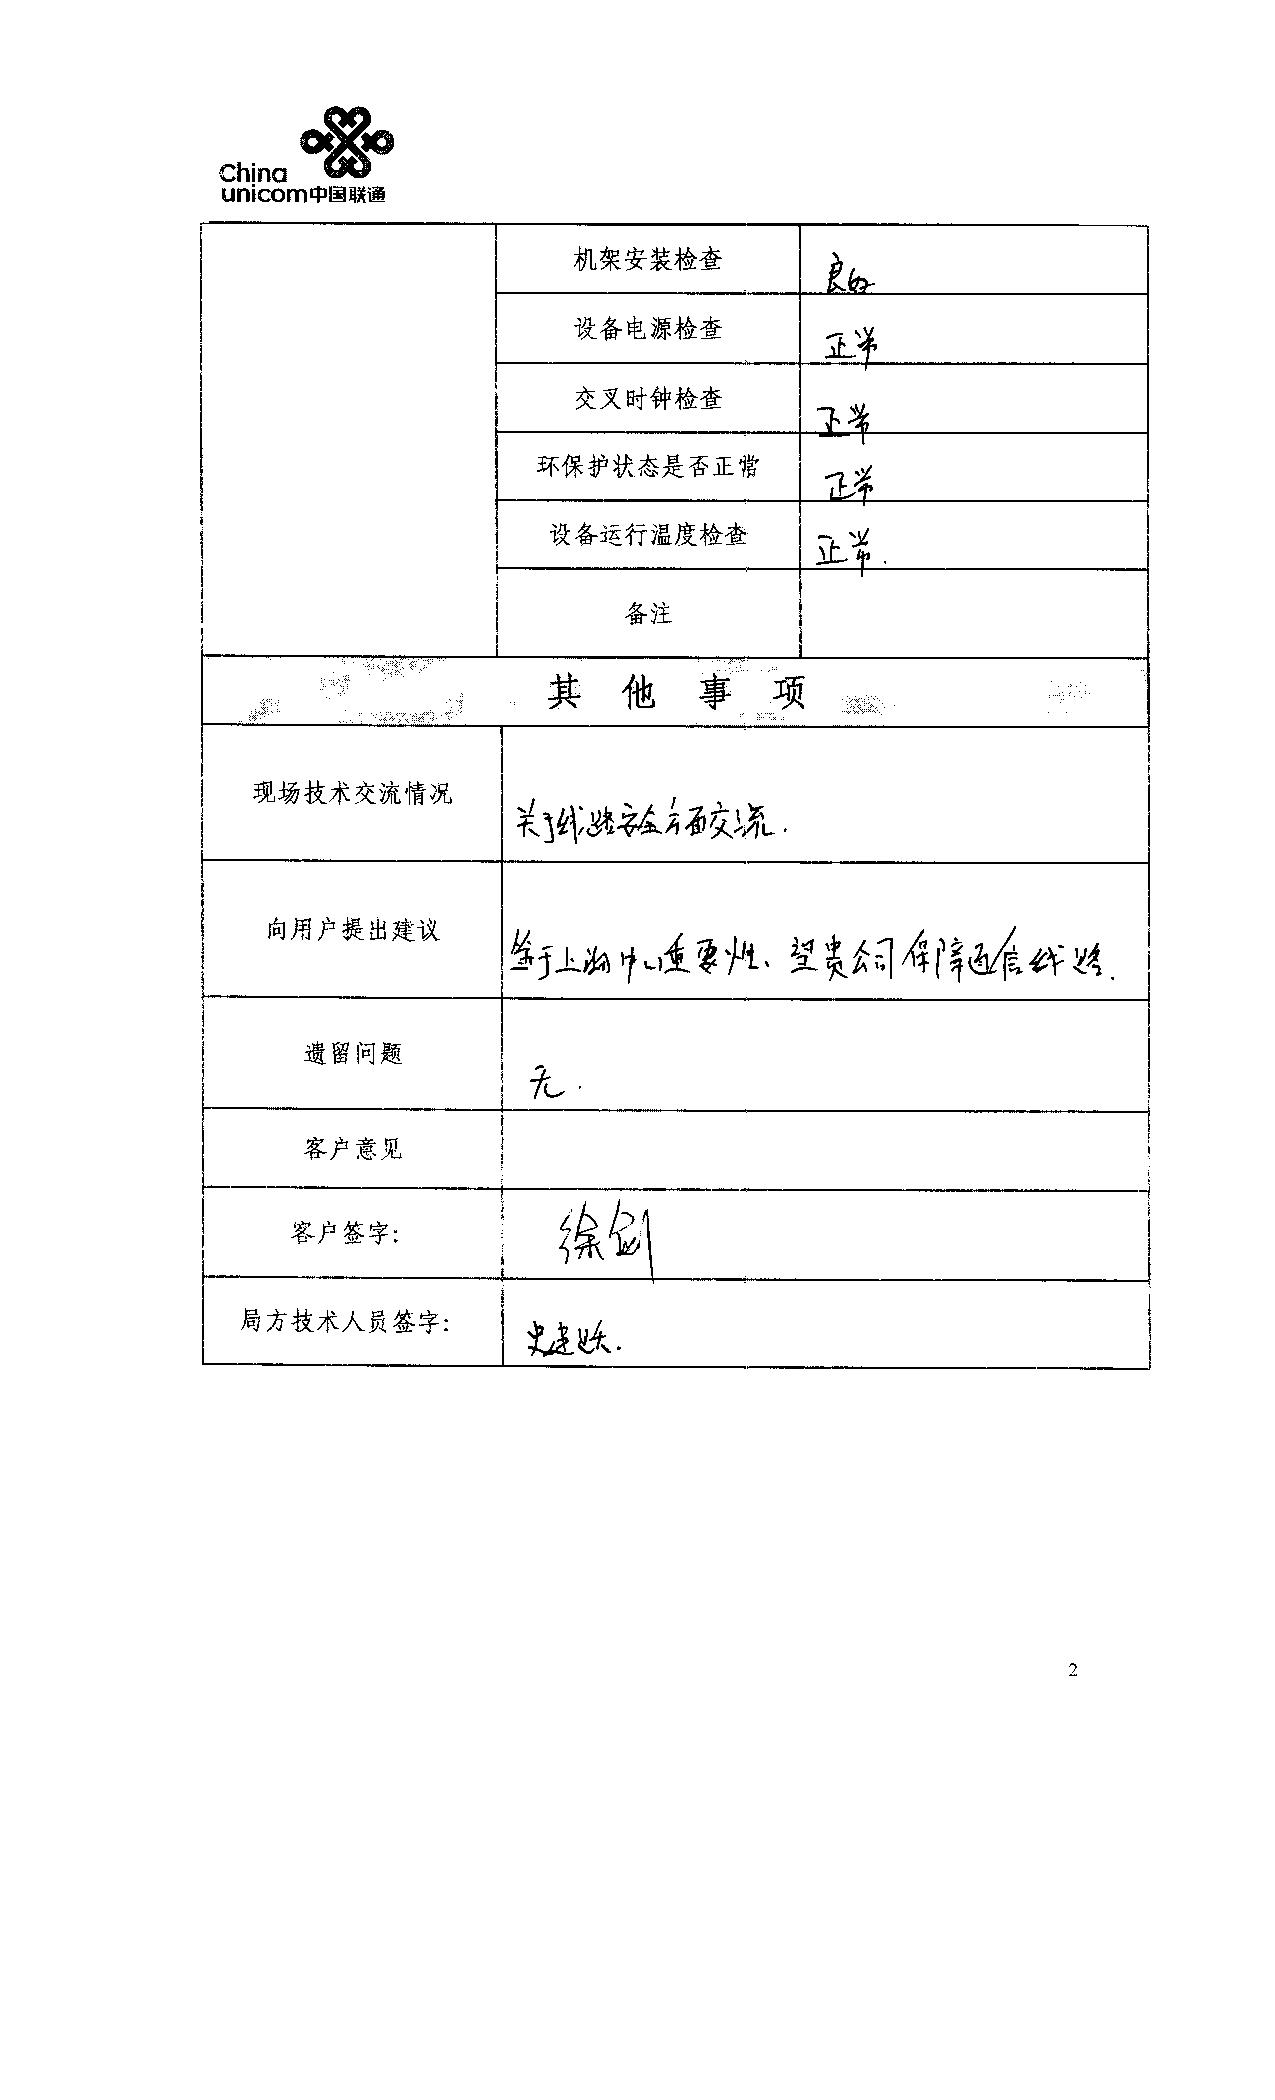 China
unicom中国联通
机架安装检查 良好
设备电源检查 正常
交叉时钟检查 正常
环保护状态是否正常 正常
设备运行温度检查 正常.
备注
其他事项
现场技术交流情况 关于线路安全方面交流.
向用户提出建议 鉴于上海中心重要性、望贵公司保障通信线路.
遗留问题 无.
客户意见
客户签字: 徐剑
局方技术人员签字: 史建跃.
2